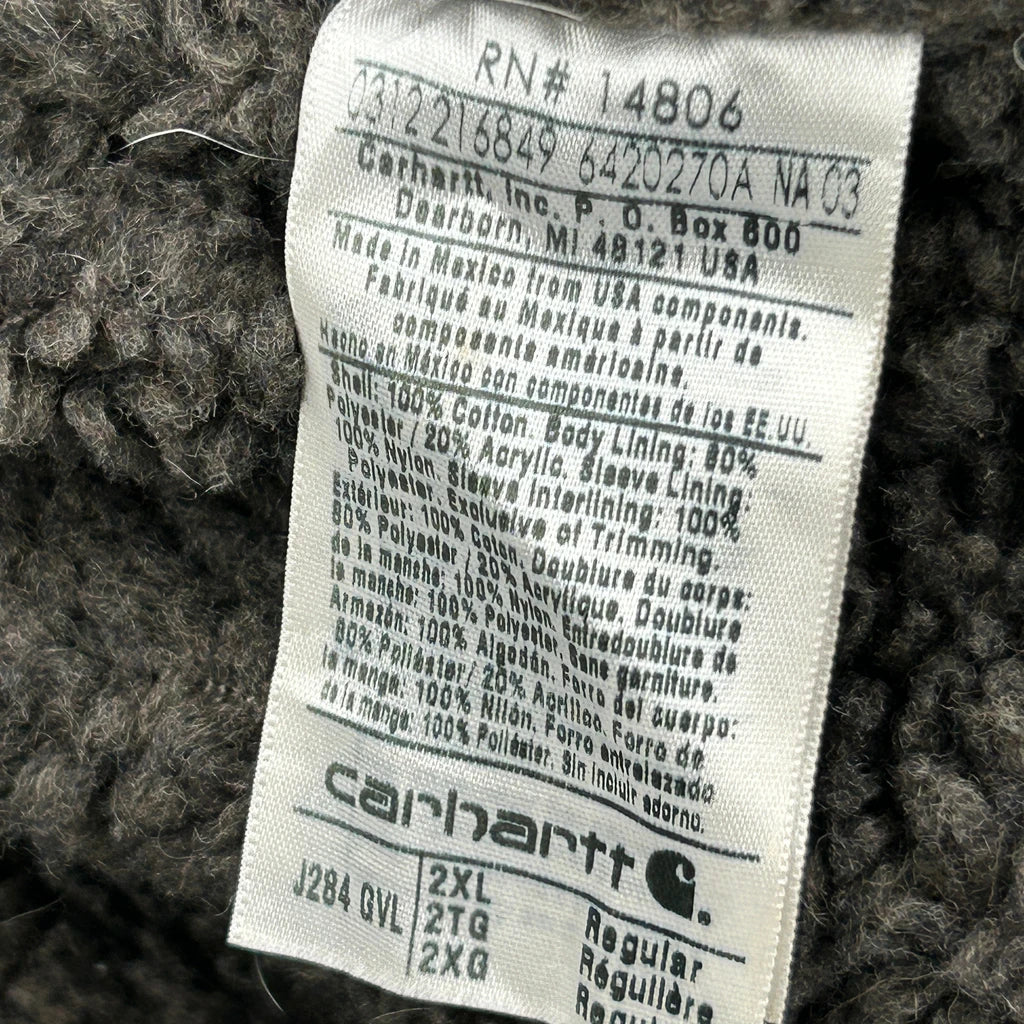 RN# 14806
0312 216849 6420270A NA 03
Carhartt, Inc. P. O. Box 600
Dearborn, MI 48121 USA
Made in Mexico from USA components.
Fabriqué au Mexique à partir de
composants américains.
Hecho en México con componentes de los EE.UU.
Shell: 100% Cotton. Body Lining: 80%
Polyester / 20% Acrylic. Sleeve Lining:
100% Nylon. Sleeve Interlining: 100%
Polyester. Exclusive of Trimming.
Extérieur: 100% Coton. Doublure du corps:
80% Polyester / 20% Acrylique. Doublure
de la manche: 100% Nylon. Entredoublure de
la manche: 100% Polyester. Sans garniture.
Armazón: 100% Algodón. Forro del cuerpo:
80% Poliéster / 20% Acrílico. Forro de
la manga: 100% Nilón. Forro entrelazado
de la manga: 100% Poliéster. Sin incluir adorno.
carhartt
J284 GVL
2XL
2TG
2XG
Regular
Régulière
Regu